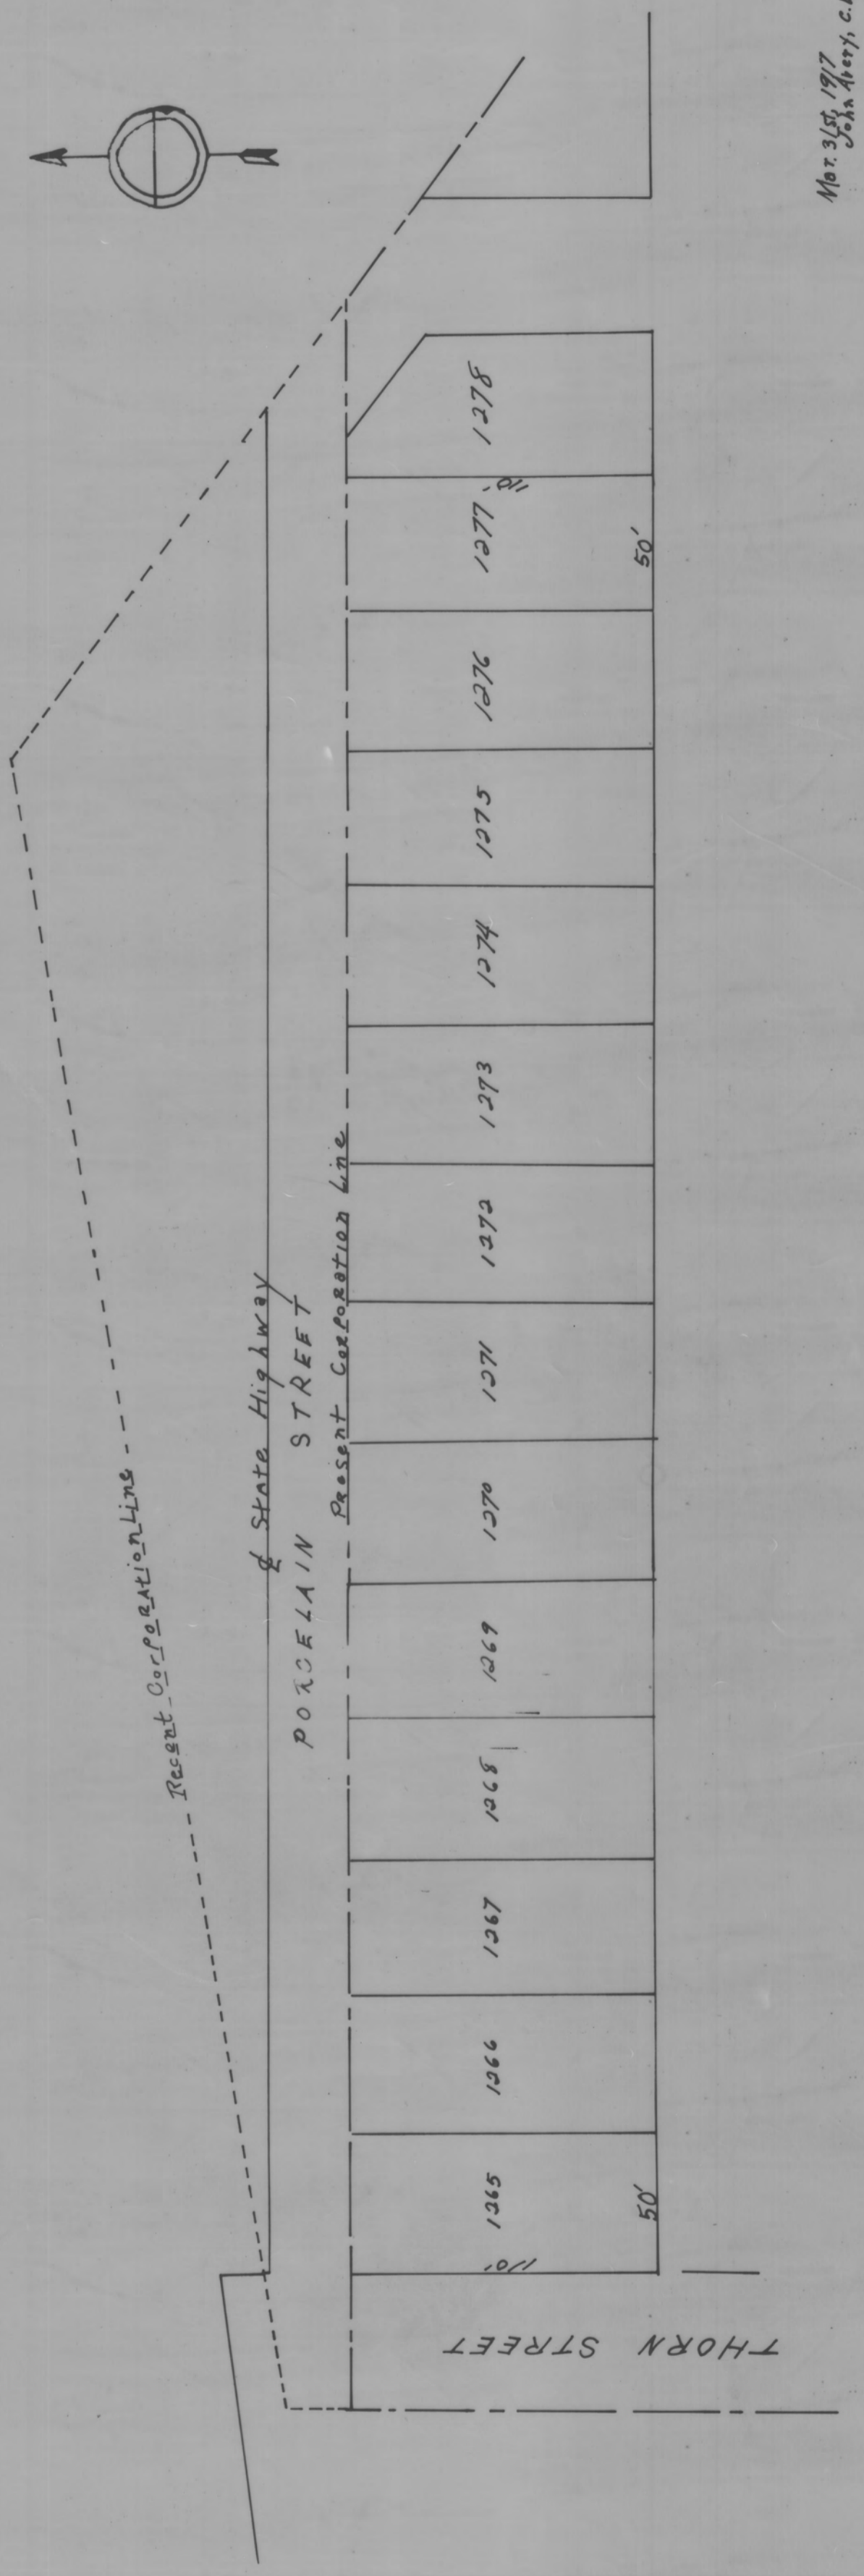 Recent Corporation Line
₵ State Highway
PORCELAIN STREET
Present Corporation Line
1265
1266
1267
1268
1269
1270
1271
1272
1273
1274
1275
1276
1277
1278
110'
110'
50'
50'
THORN STREET
Mar. 31st, 1917
John Avery, C.